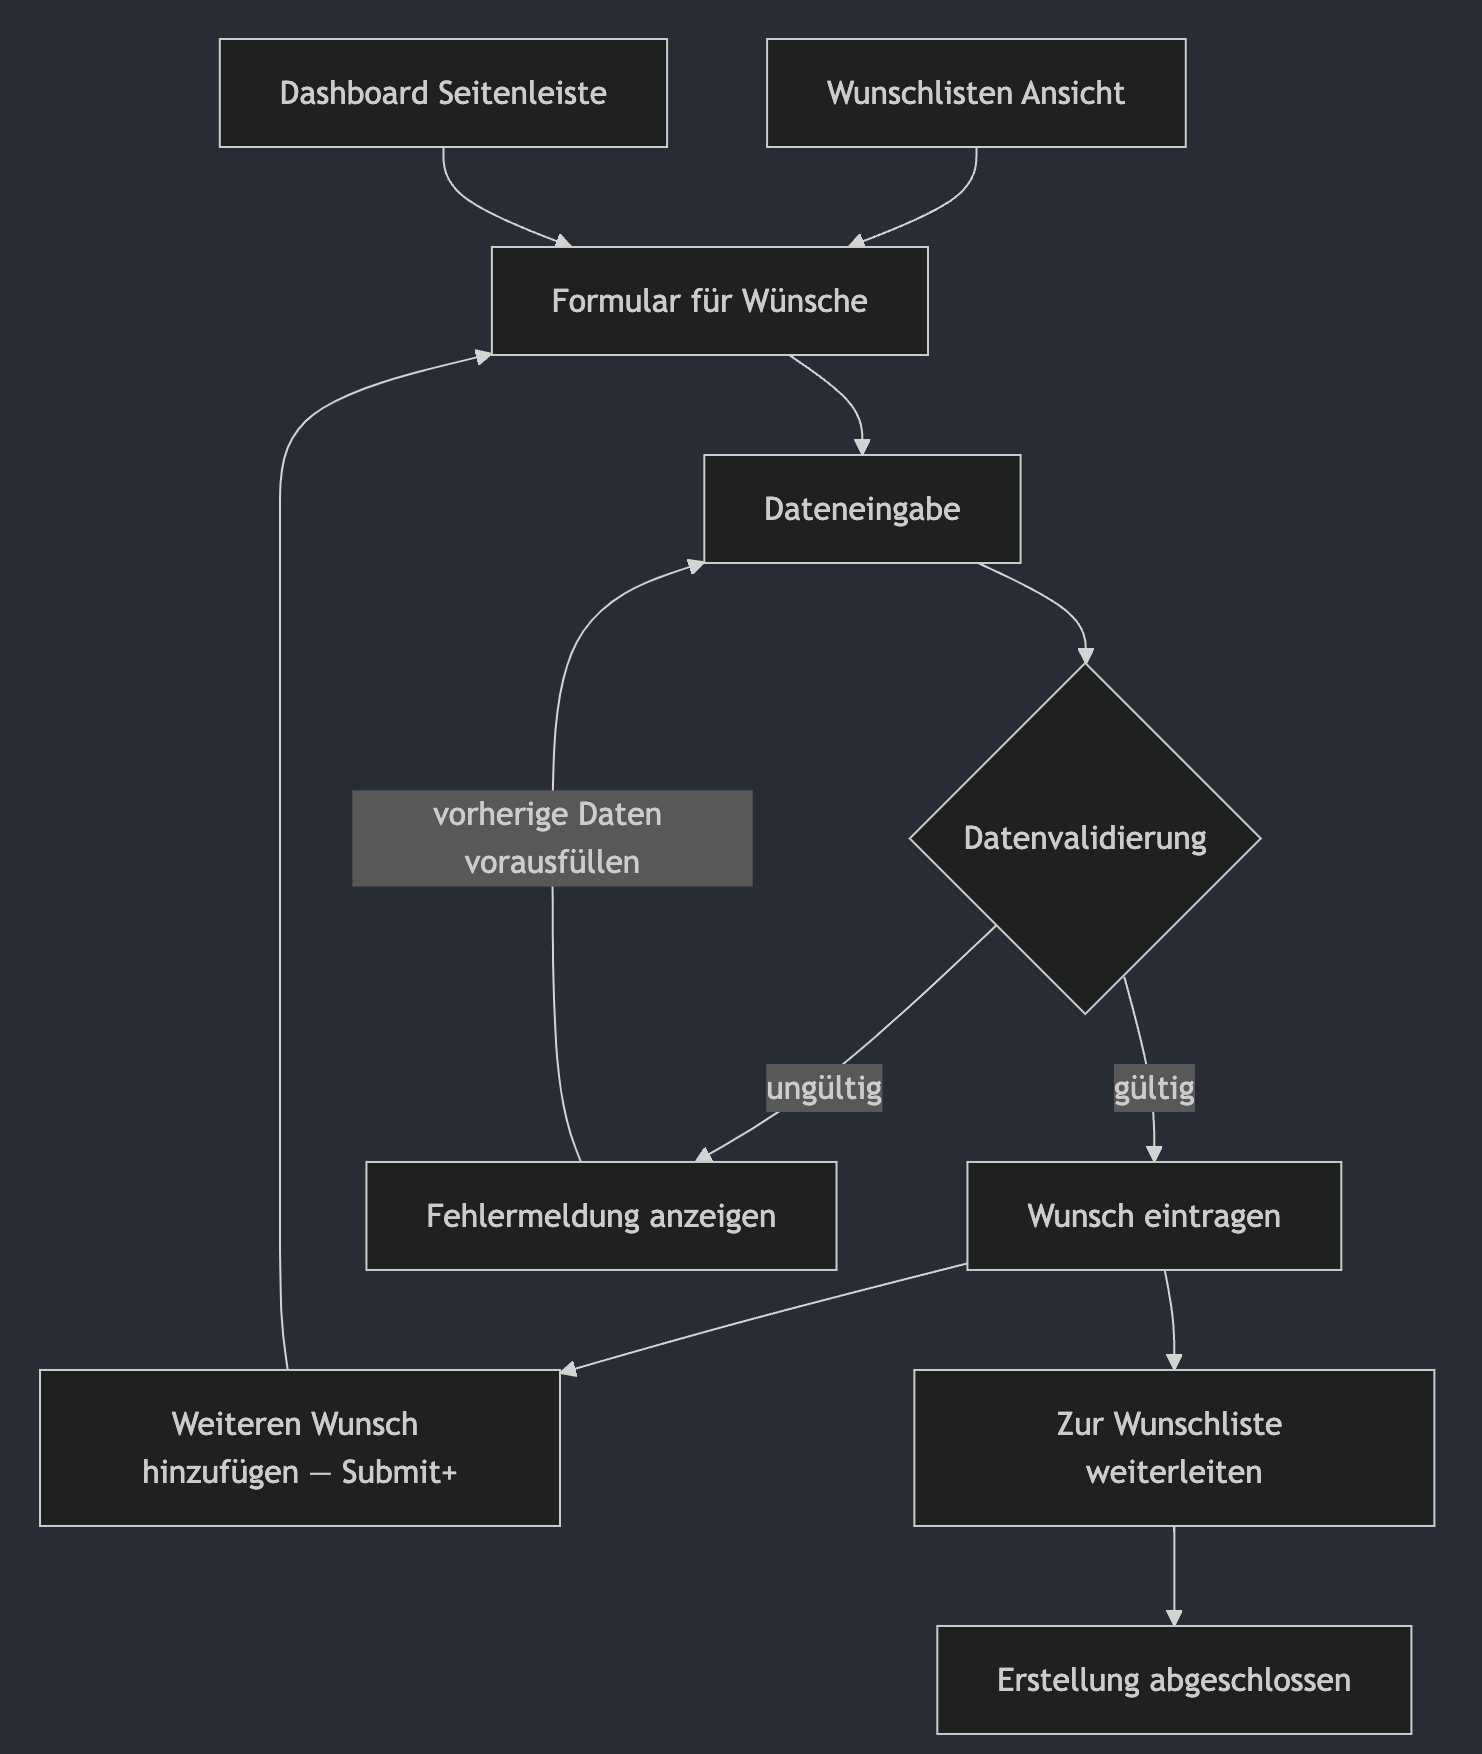 Dashboard Seitenleiste
Wunschlisten Ansicht
Formular für Wünsche
Dateneingabe
vorherige Daten
vorausfüllen
Datenvalidierung
ungültig
gültig
Fehlermeldung anzeigen
Wunsch eintragen
Weiteren Wunsch
hinzufügen — Submit+
Zur Wunschliste
weiterleiten
Erstellung abgeschlossen